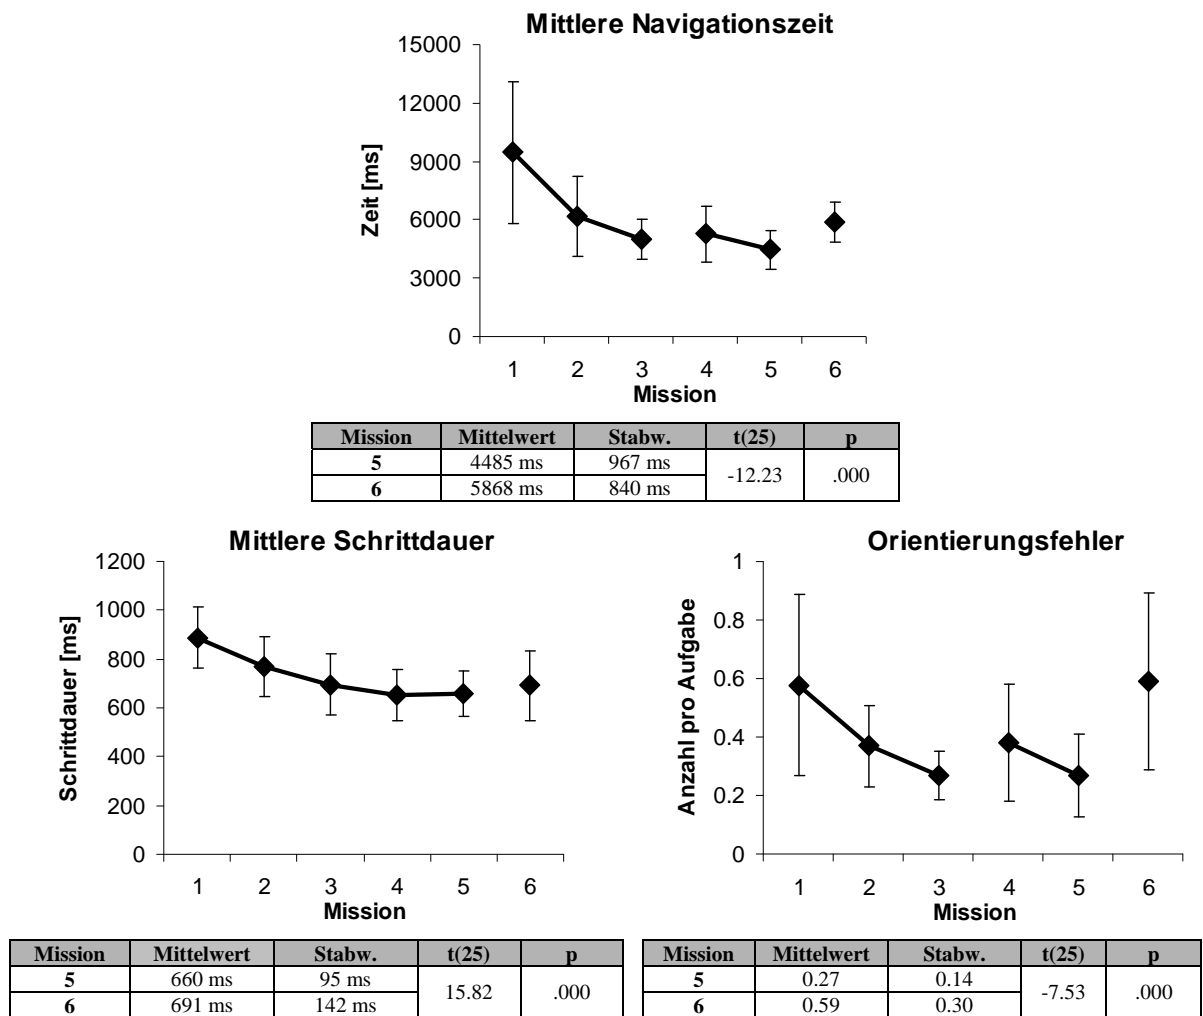 Mittlere Navigationszeit
15000
12000
9000
6000
3000
0
Zeit [ms]
1 2 3 4 5 6
Mission
Mission Mittelwert Stabw. t(25) p
5 4485 ms 967 ms -12.23 .000
6 5868 ms 840 ms
Mittlere Schrittdauer
1200
1000
800
600
400
200
0
Schrittdauer [ms]
1 2 3 4 5 6
Mission
Mission Mittelwert Stabw. t(25) p
5 660 ms 95 ms 15.82 .000
6 691 ms 142 ms
Orientierungsfehler
1
0.8
0.6
0.4
0.2
0
Anzahl pro Aufgabe
1 2 3 4 5 6
Mission
Mission Mittelwert Stabw. t(25) p
5 0.27 0.14 -7.53 .000
6 0.59 0.30